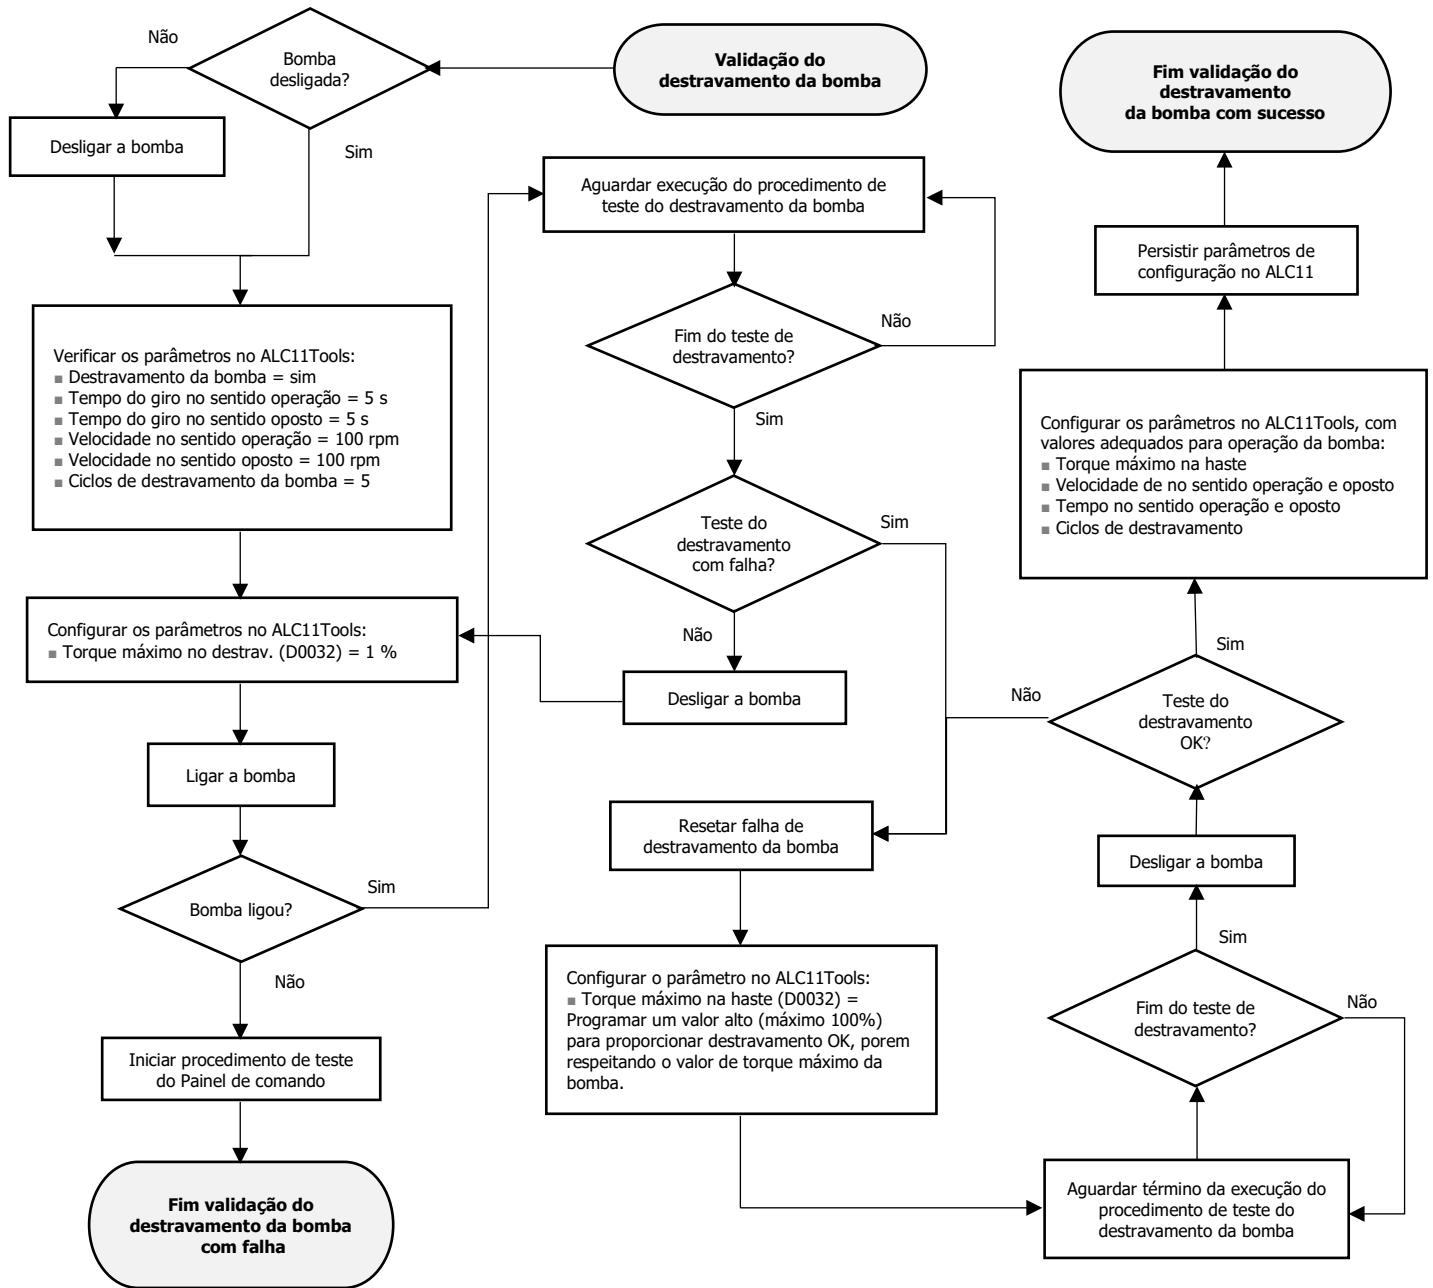 Validação do
destravamento da bomba
Bomba
desligada?
Não
Sim
Desligar a bomba
Verificar os parâmetros no ALC11Tools:
■ Destravamento da bomba = sim
■ Tempo do giro no sentido operação = 5 s
■ Tempo do giro no sentido oposto = 5 s
■ Velocidade no sentido operação = 100 rpm
■ Velocidade no sentido oposto = 100 rpm
■ Ciclos de destravamento da bomba = 5
Configurar os parâmetros no ALC11Tools:
■ Torque máximo no destrav. (D0032) = 1 %
Ligar a bomba
Bomba ligou?
Sim
Não
Iniciar procedimento de teste
do Painel de comando
Fim validação do
destravamento da bomba
com falha
Aguardar execução do procedimento de
teste do destravamento da bomba
Fim do teste de
destravamento?
Não
Sim
Teste do
destravamento
com falha?
Sim
Não
Desligar a bomba
Resetar falha de
destravamento da bomba
Configurar o parâmetro no ALC11Tools:
■ Torque máximo na haste (D0032) =
Programar um valor alto (máximo 100%)
para proporcionar destravamento OK, porem
respeitando o valor de torque máximo da
bomba.
Aguardar término da execução do
procedimento de teste do
destravamento da bomba
Fim do teste de
destravamento?
Não
Sim
Desligar a bomba
Teste do
destravamento
OK?
Não
Sim
Configurar os parâmetros no ALC11Tools, com
valores adequados para operação da bomba:
■ Torque máximo na haste
■ Velocidade de no sentido operação e oposto
■ Tempo no sentido operação e oposto
■ Ciclos de destravamento
Persistir parâmetros de
configuração no ALC11
Fim validação do
destravamento
da bomba com sucesso